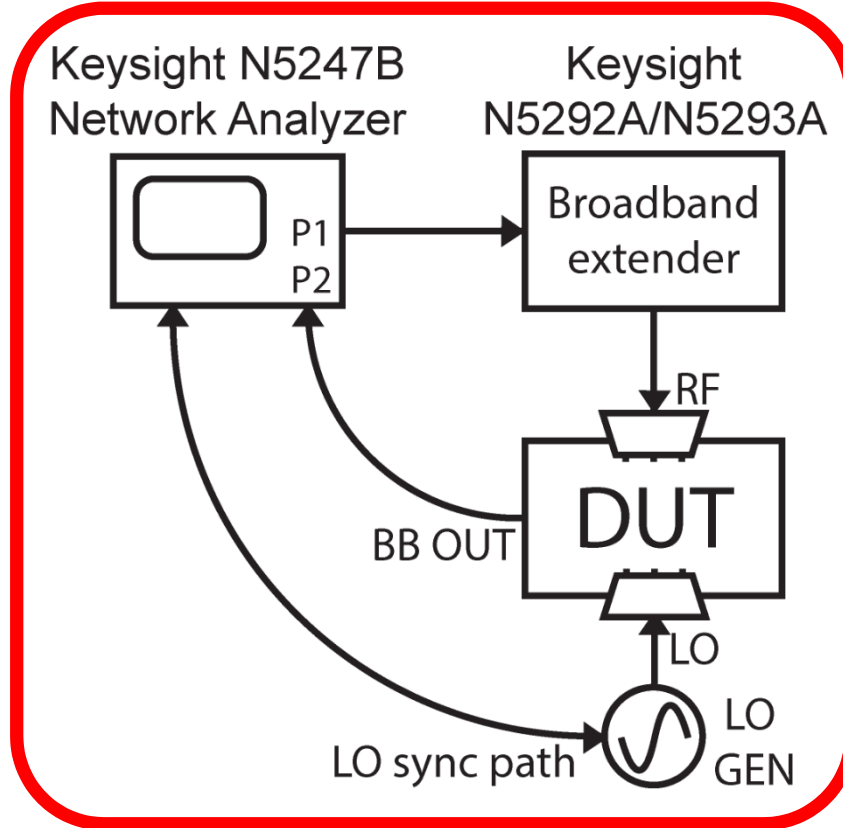 Keysight N5247B
Network Analyzer
Keysight
N5292A/N5293A
P1
P2
Broadband
extender
RF
DUT
BB OUT
LO
LO sync path
LO
GEN